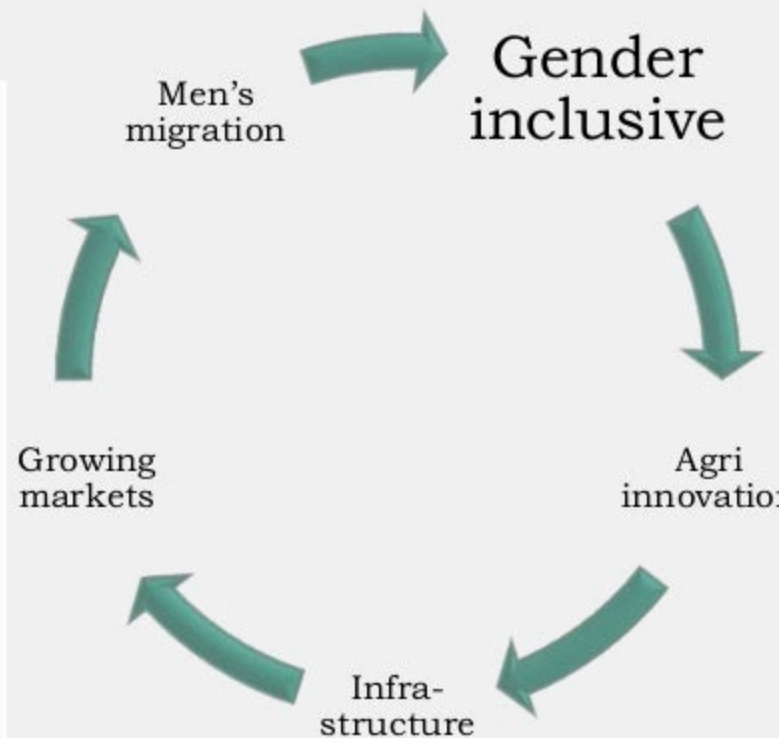 Men's
migration
Gender
inclusive
Agri
innovatio
Infra-
structure
Growing
markets